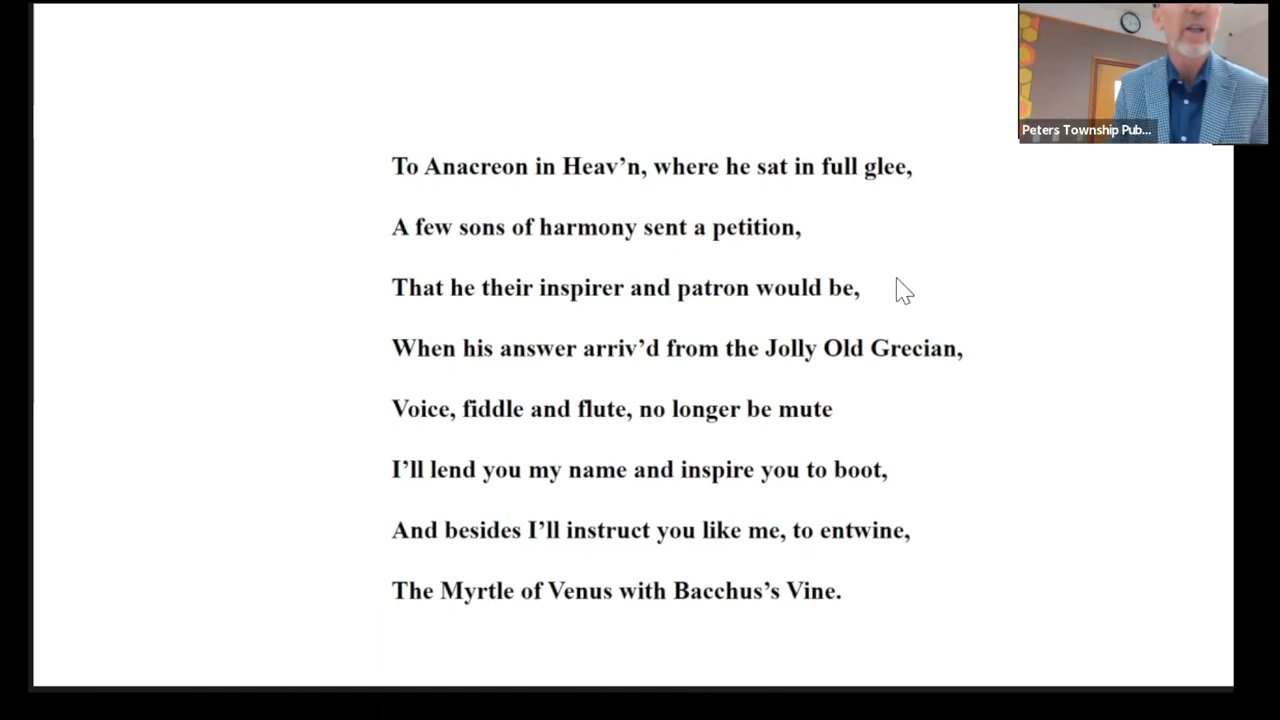 To Anacreon in Heav’n, where he sat in full glee,
A few sons of harmony sent a petition,
That he their inspirer and patron would be,
When his answer arriv’d from the Jolly Old Grecian,
Voice, fiddle and flute, no longer be mute
I’ll lend you my name and inspire you to boot,
And besides I’ll instruct you like me, to entwine,
The Myrtle of Venus with Bacchus’s Vine.
Peters Township Pub...